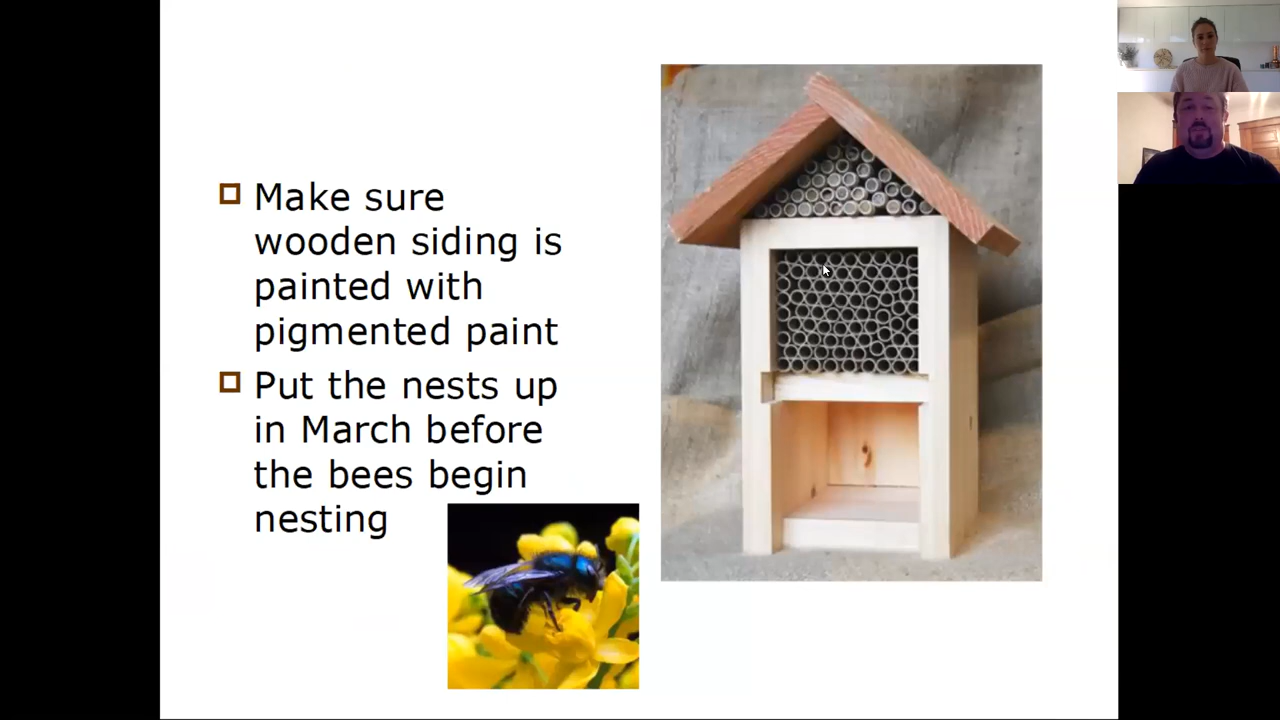 Make sure
wooden siding is
painted with
pigmented paint
Put the nests up
in March before
the bees begin
nesting